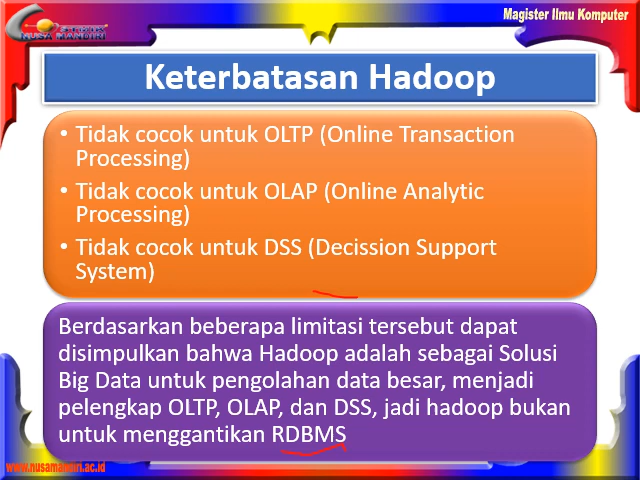 STMIK
NUSA MANDIRI
Magister Ilmu Komputer
Keterbatasan Hadoop
• Tidak cocok untuk OLTP (Online Transaction
Processing)
• Tidak cocok untuk OLAP (Online Analytic
Processing)
• Tidak cocok untuk DSS (Decission Support
System)
Berdasarkan beberapa limitasi tersebut dapat
disimpulkan bahwa Hadoop adalah sebagai Solusi
Big Data untuk pengolahan data besar, menjadi
pelengkap OLTP, OLAP, dan DSS, jadi hadoop bukan
untuk menggantikan RDBMS
www.nusamandiri.ac.id